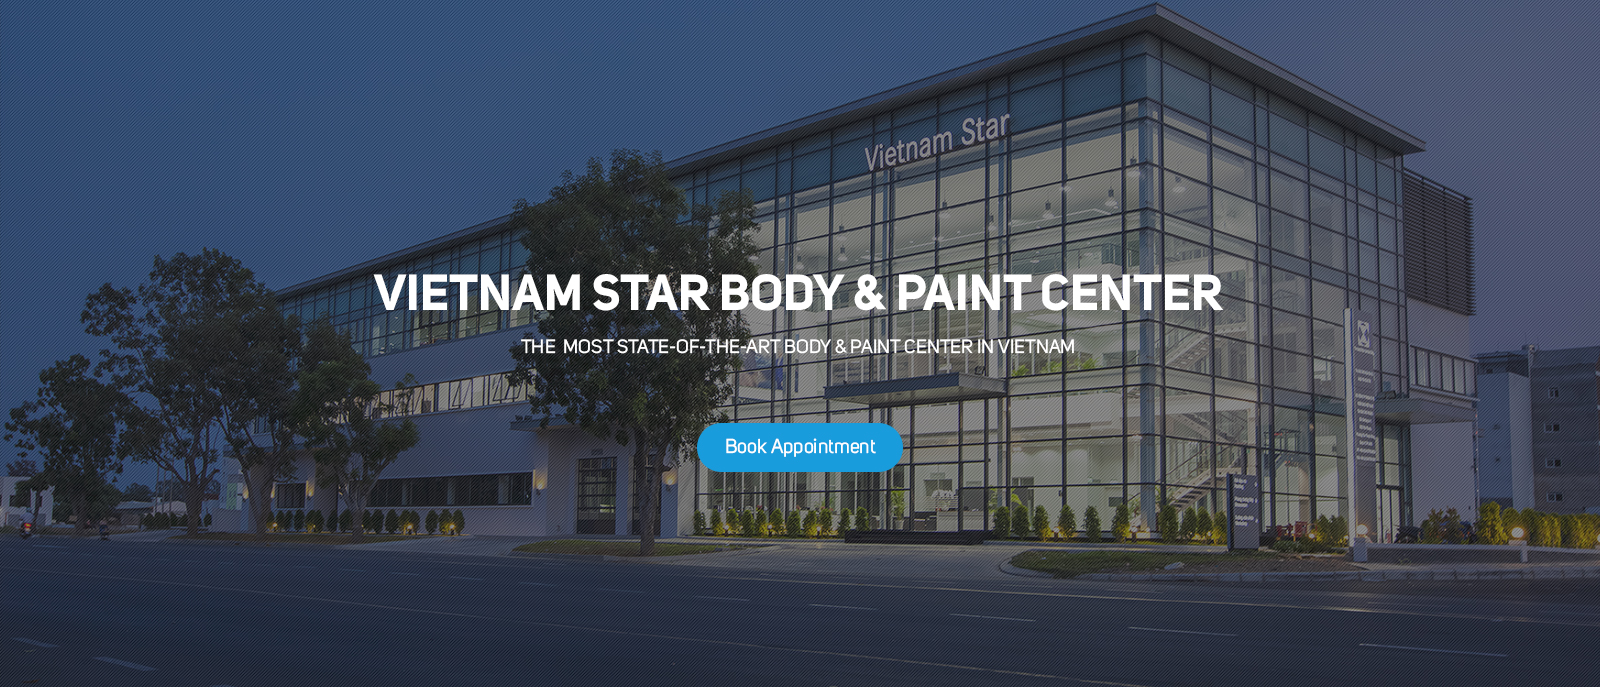 Vietnam Star
VIETNAM STAR BODY & PAINT CENTER
THE MOST STATE-OF-THE-ART BODY & PAINT CENTER IN VIETNAM
Book Appointment